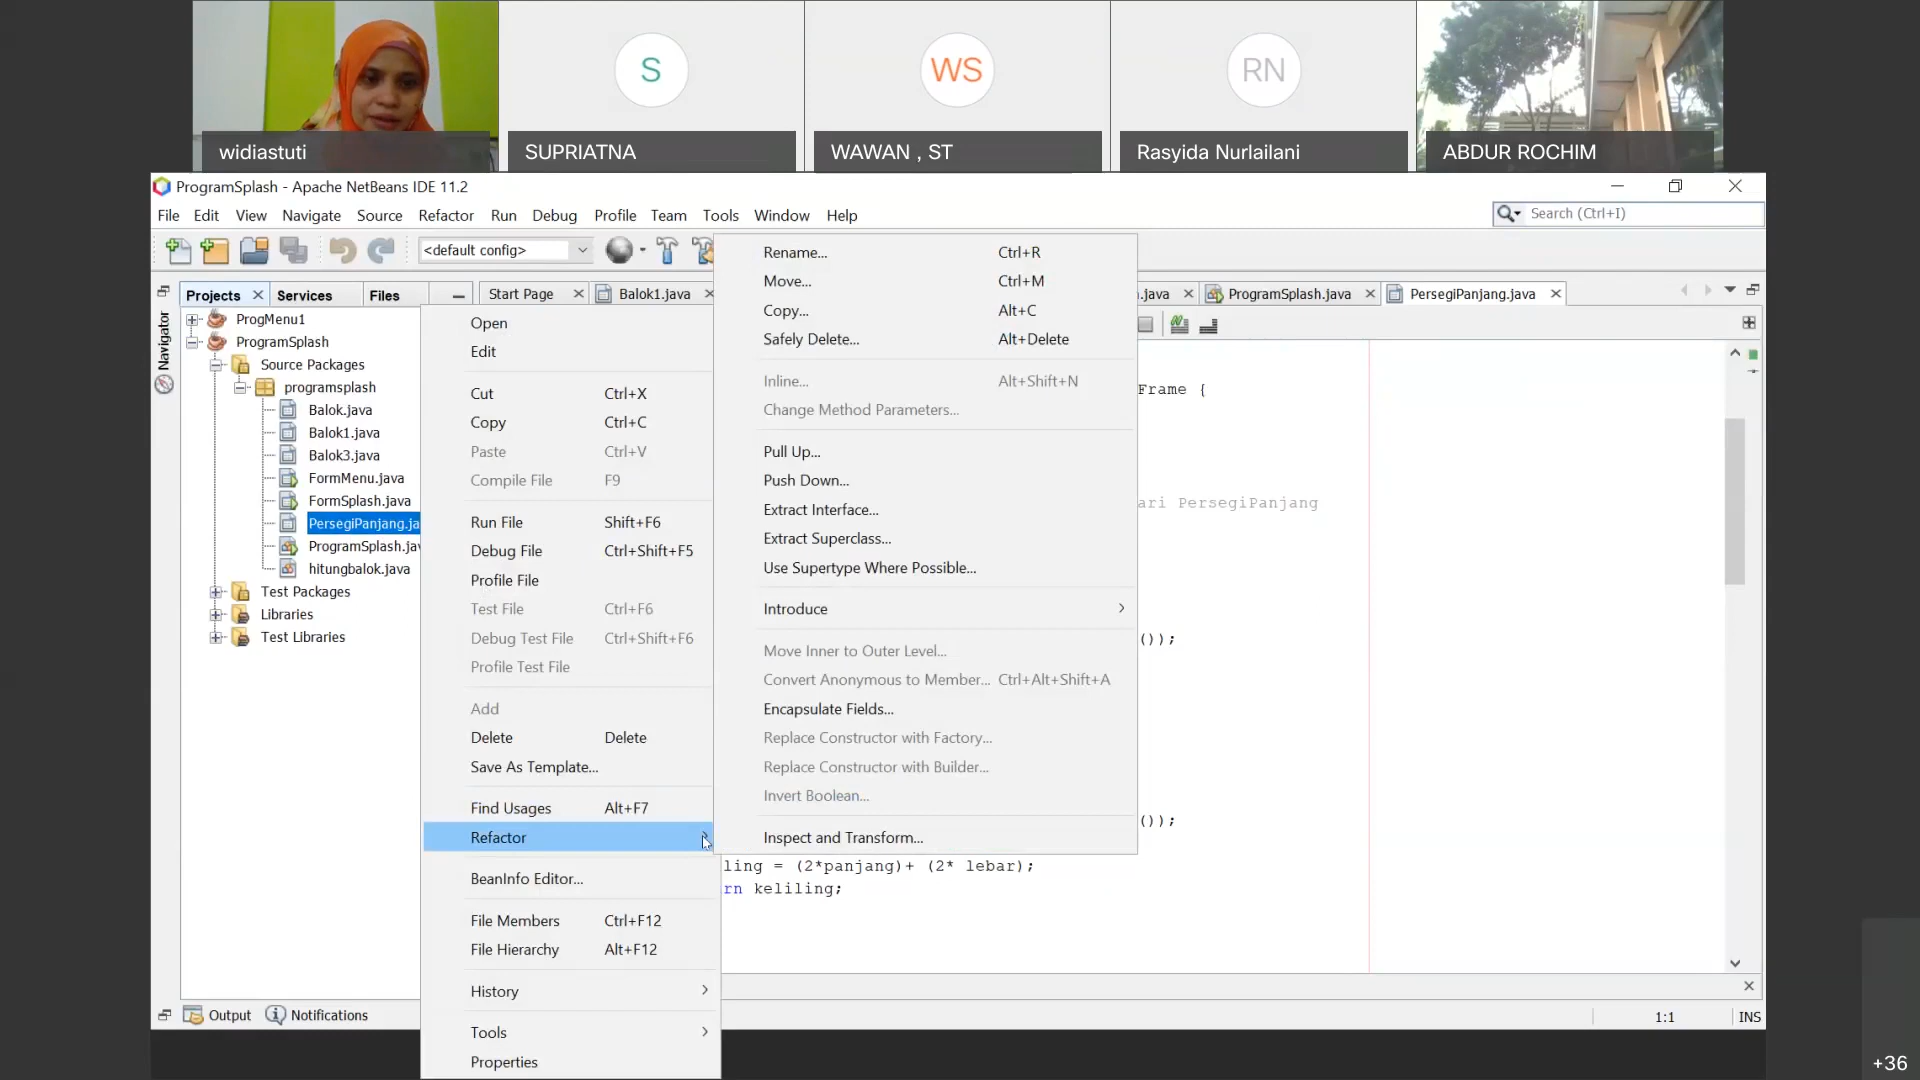 S
WS
RN
widiastuti
SUPRIATNA
WAWAN , ST
Rasyida Nurlailani
ABDUR ROCHIM
ProgramSplash - Apache NetBeans IDE 11.2
File Edit View Navigate Source Refactor Run Debug Profile Team Tools Window Help
Search (Ctrl+I)
<default config>
Projects Services Files
Start Page Balok1.java .java ProgramSplash.java PersegiPanjang.java
Navigator
ProgMenu1
ProgramSplash
Source Packages
programsplash
Balok.java
Balok1.java
Balok3.java
FormMenu.java
FormSplash.java
PersegiPanjang.ja
ProgramSplash.jav
hitungbalok.java
Test Packages
Libraries
Test Libraries
Open
Edit
Cut Ctrl+X
Copy Ctrl+C
Paste Ctrl+V
Compile File F9
Run File Shift+F6
Debug File Ctrl+Shift+F5
Profile File
Test File Ctrl+F6
Debug Test File Ctrl+Shift+F6
Profile Test File
Add
Delete Delete
Save As Template...
Find Usages Alt+F7
Refactor
BeanInfo Editor...
File Members Ctrl+F12
File Hierarchy Alt+F12
History
Tools
Properties
Rename... Ctrl+R
Move... Ctrl+M
Copy... Alt+C
Safely Delete... Alt+Delete
Inline... Alt+Shift+N
Change Method Parameters...
Pull Up...
Push Down...
Extract Interface...
Extract Superclass...
Use Supertype Where Possible...
Introduce
Move Inner to Outer Level...
Convert Anonymous to Member... Ctrl+Alt+Shift+A
Encapsulate Fields...
Replace Constructor with Factory...
Replace Constructor with Builder...
Invert Boolean...
Inspect and Transform...
Frame {
ari PersegiPanjang
());
());
ling = (2*panjang)+ (2* lebar);
rn keliling;
Output Notifications
1:1 INS
+36